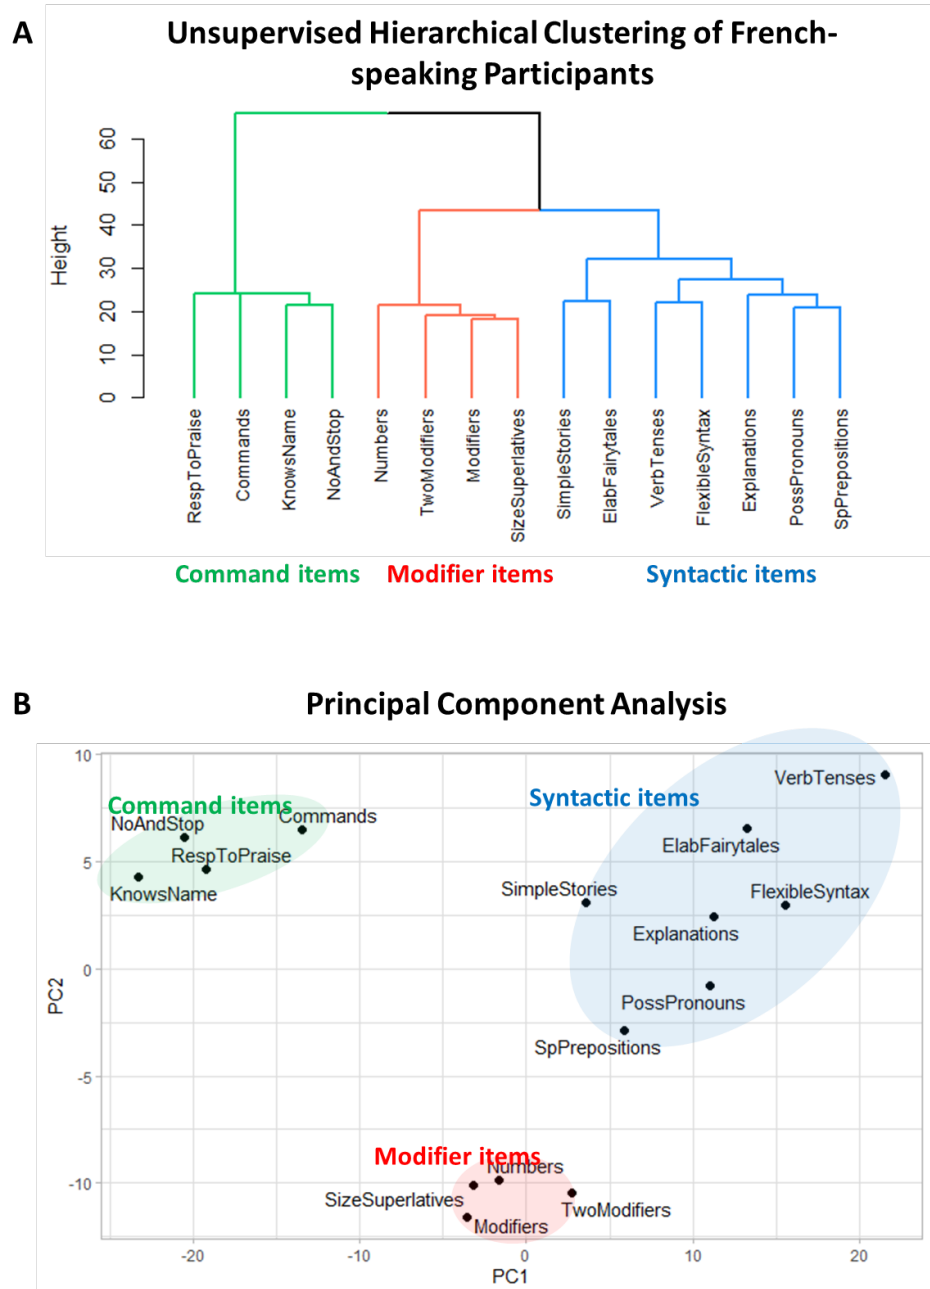 A
Unsupervised Hierarchical Clustering of French-
speaking Participants
Height
60
50
40
30
20
10
0
RespToPraise
Commands
KnowsName
NoAndStop
Numbers
TwoModifiers
Modifiers
SizeSuperlatives
SimpleStories
ElabFairytales
VerbTenses
FlexibleSyntax
Explanations
PossPronouns
SpPrepositions
Command items
Modifier items
Syntactic items
B
Principal Component Analysis
10
5
0
-5
-10
PC2
Command items
NoAndStop
Commands
RespToPraise
KnowsName
Syntactic items
VerbTenses
ElabFairytales
SimpleStories
FlexibleSyntax
Explanations
PossPronouns
SpPrepositions
Modifier items
Numbers
SizeSuperlatives
TwoModifiers
Modifiers
-20
-10
0
10
20
PC1